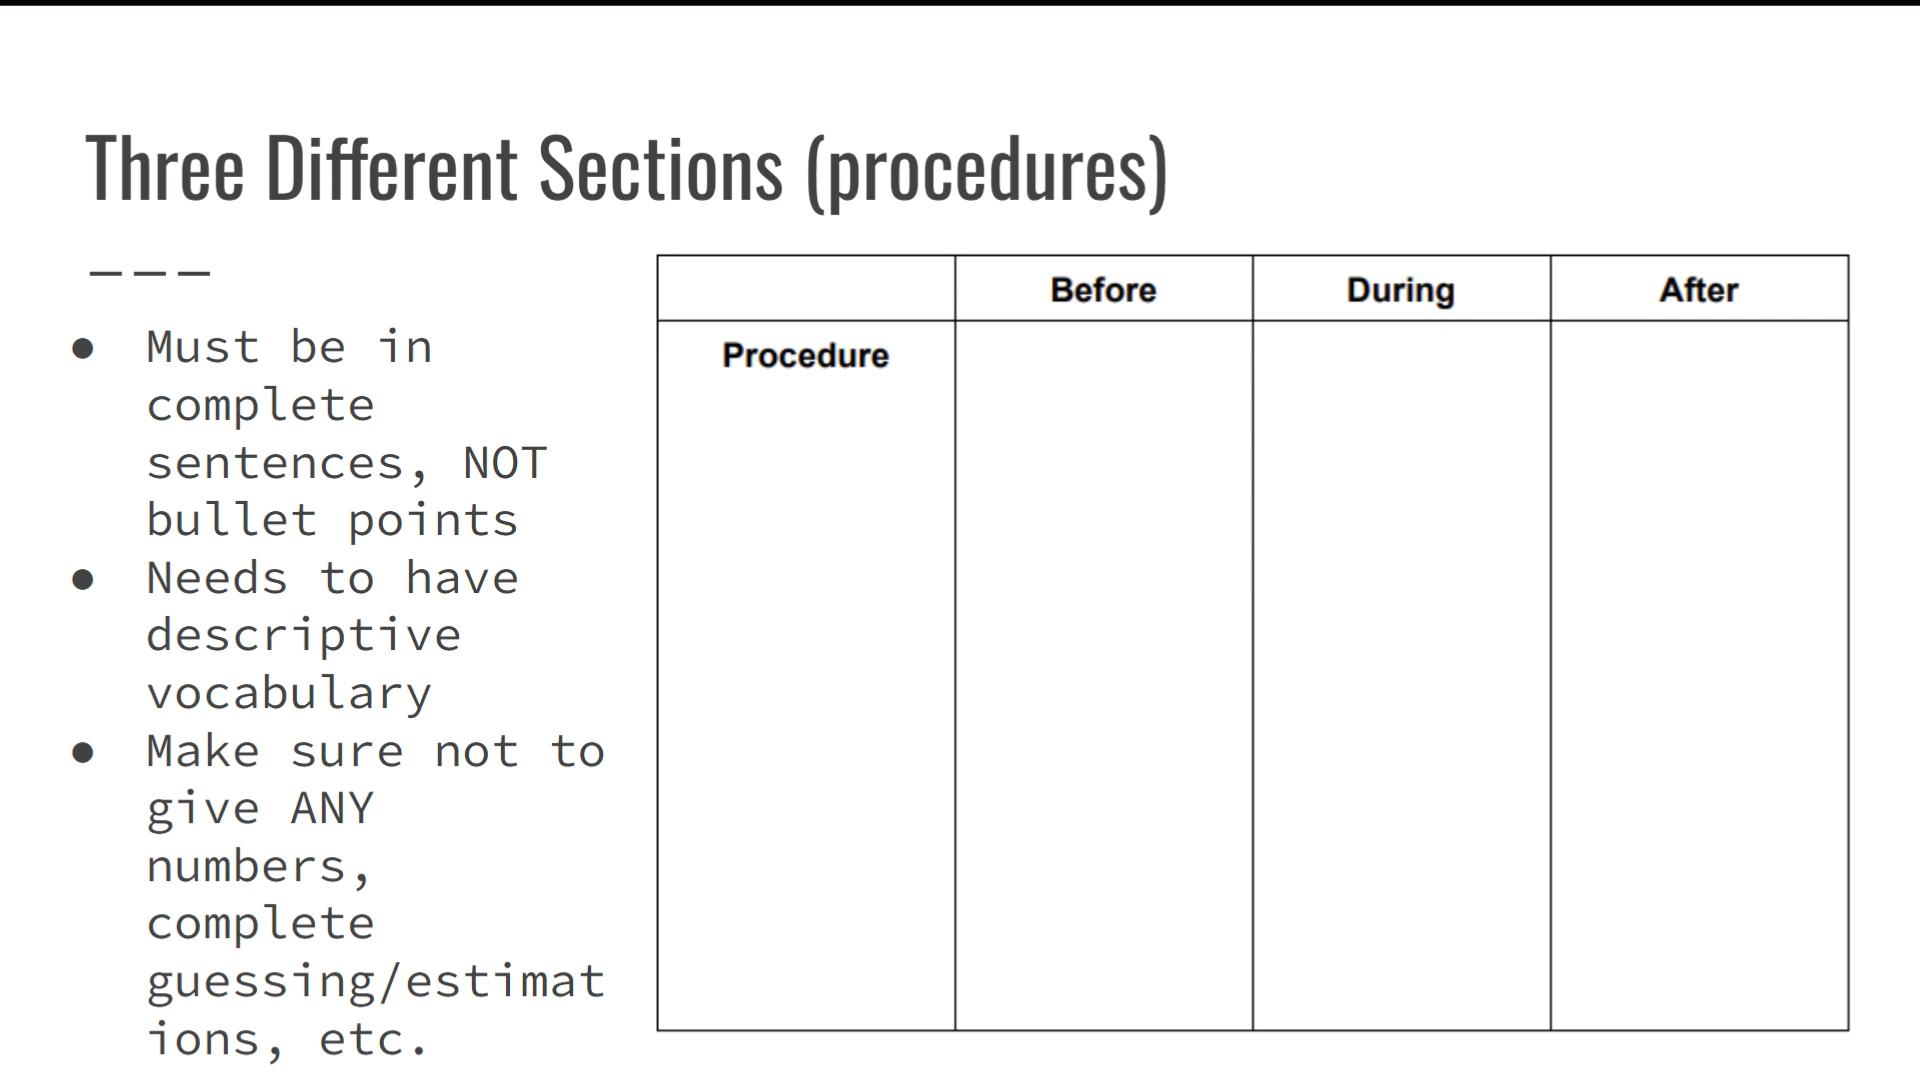 Three Different Sections (procedures)
● Must be in
complete
sentences, NOT
bullet points
● Needs to have
descriptive
vocabulary
● Make sure not to
give ANY
numbers,
complete
guessing/estimat
ions, etc.
Before During After
Procedure